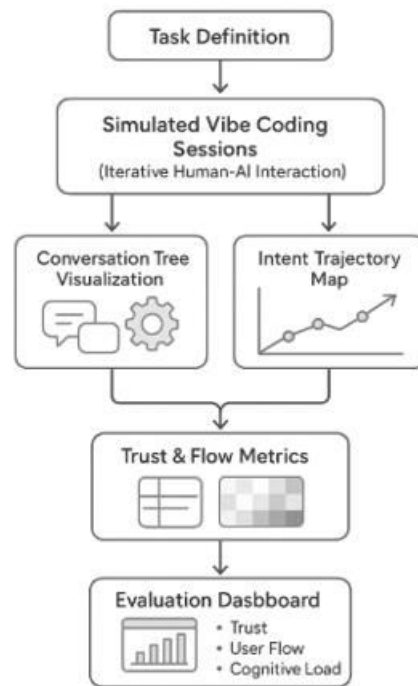 Task Definition
Simulated Vibe Coding
Sessions
(Iterative Human-AI Interaction)
Conversation Tree
Visualization
Intent Trajectory
Map
Trust & Flow Metrics
Evaluation Dasbboard
• Trust
• User Flow
• Cognitive Load